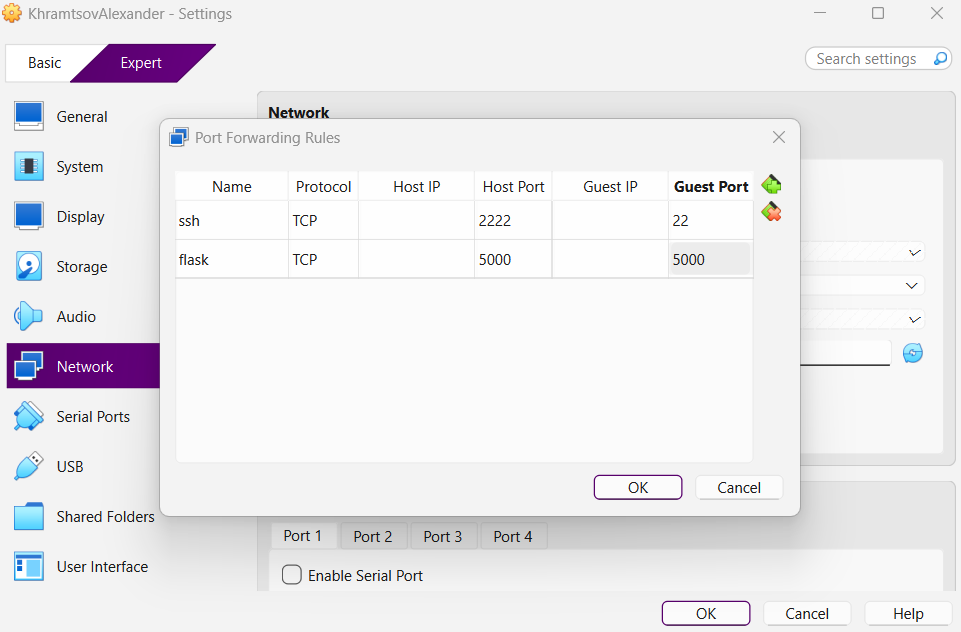 KhramtsovAlexander - Settings
Basic
Expert
Search settings
General
System
Display
Storage
Audio
Network
Serial Ports
USB
Shared Folders
User Interface
Network
Port Forwarding Rules
Name Protocol Host IP Host Port Guest IP Guest Port
ssh TCP 2222 22
flask TCP 5000 5000
OK Cancel
Port 1 Port 2 Port 3 Port 4
Enable Serial Port
OK Cancel Help